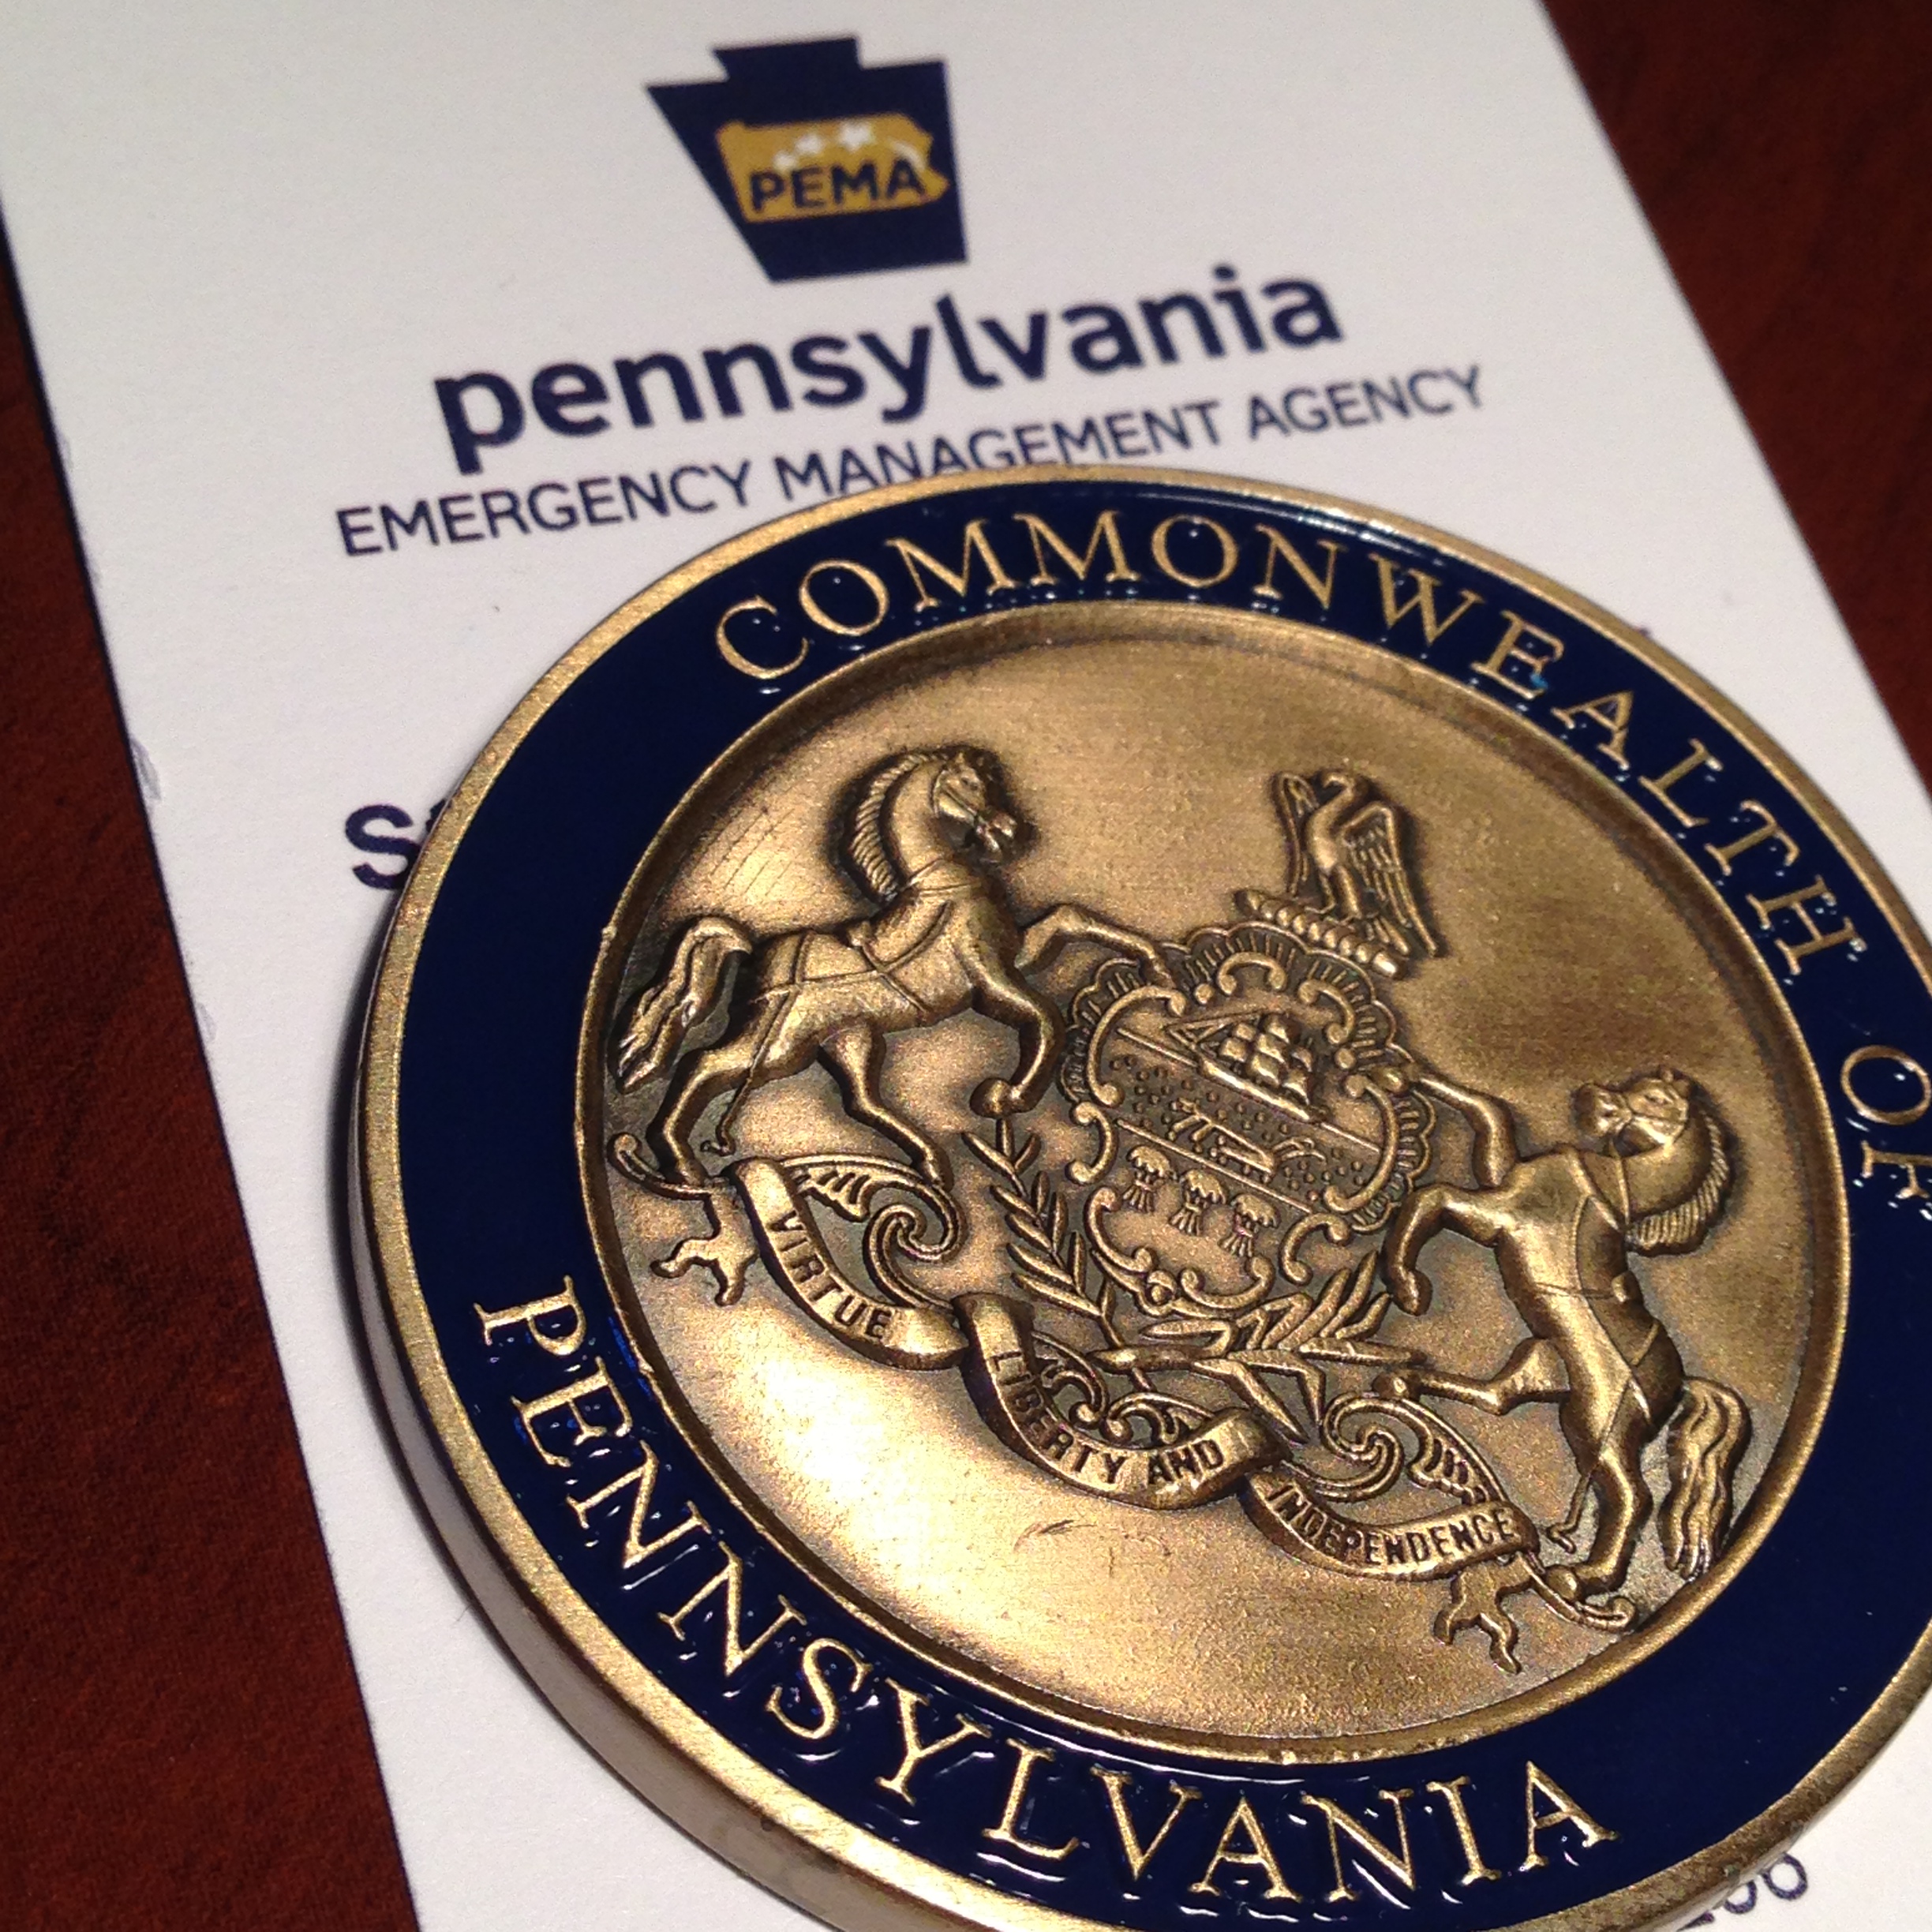 PEMA
pennsylvania
EMERGENCY MANAGEMENT AGENCY
COMMONWEALTH OF
PENNSYLVANIA
VIRTUE
LIBERTY AND
INDEPENDENCE